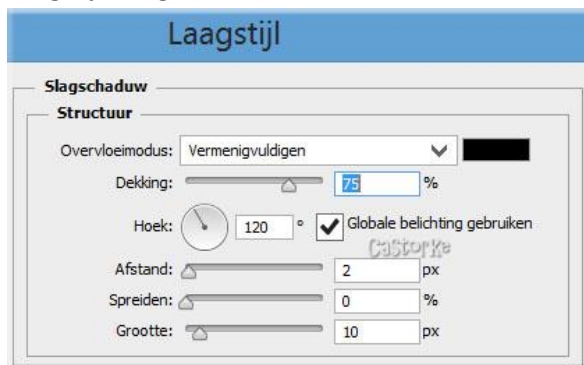 Laagstijl
Slagschaduw
Structuur
Overvloeimodus: Vermenigvuldigen
Dekking: 75 %
Hoek: 120 ° Globale belichting gebruiken
Castorke
Afstand: 2 px
Spreiden: 0 %
Grootte: 10 px